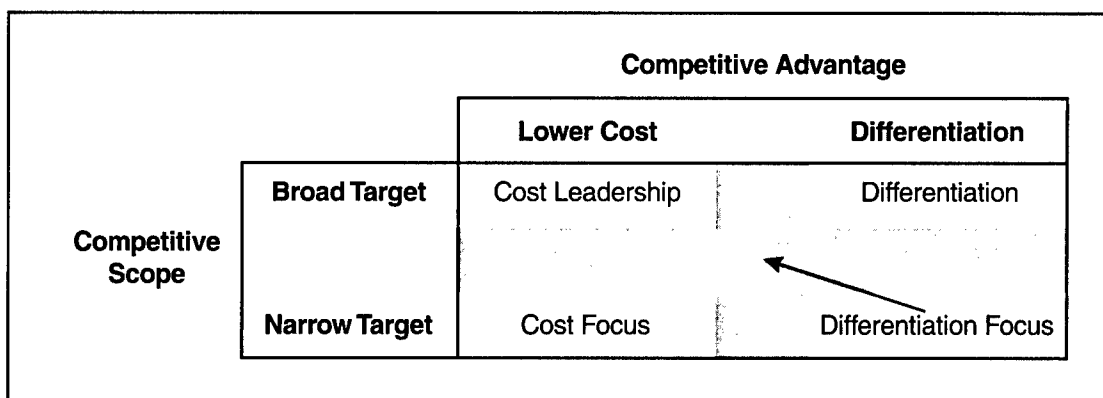 Competitive Advantage
Lower Cost Differentiation
Broad Target Cost Leadership Differentiation
Competitive
Scope
Narrow Target Cost Focus Differentiation Focus